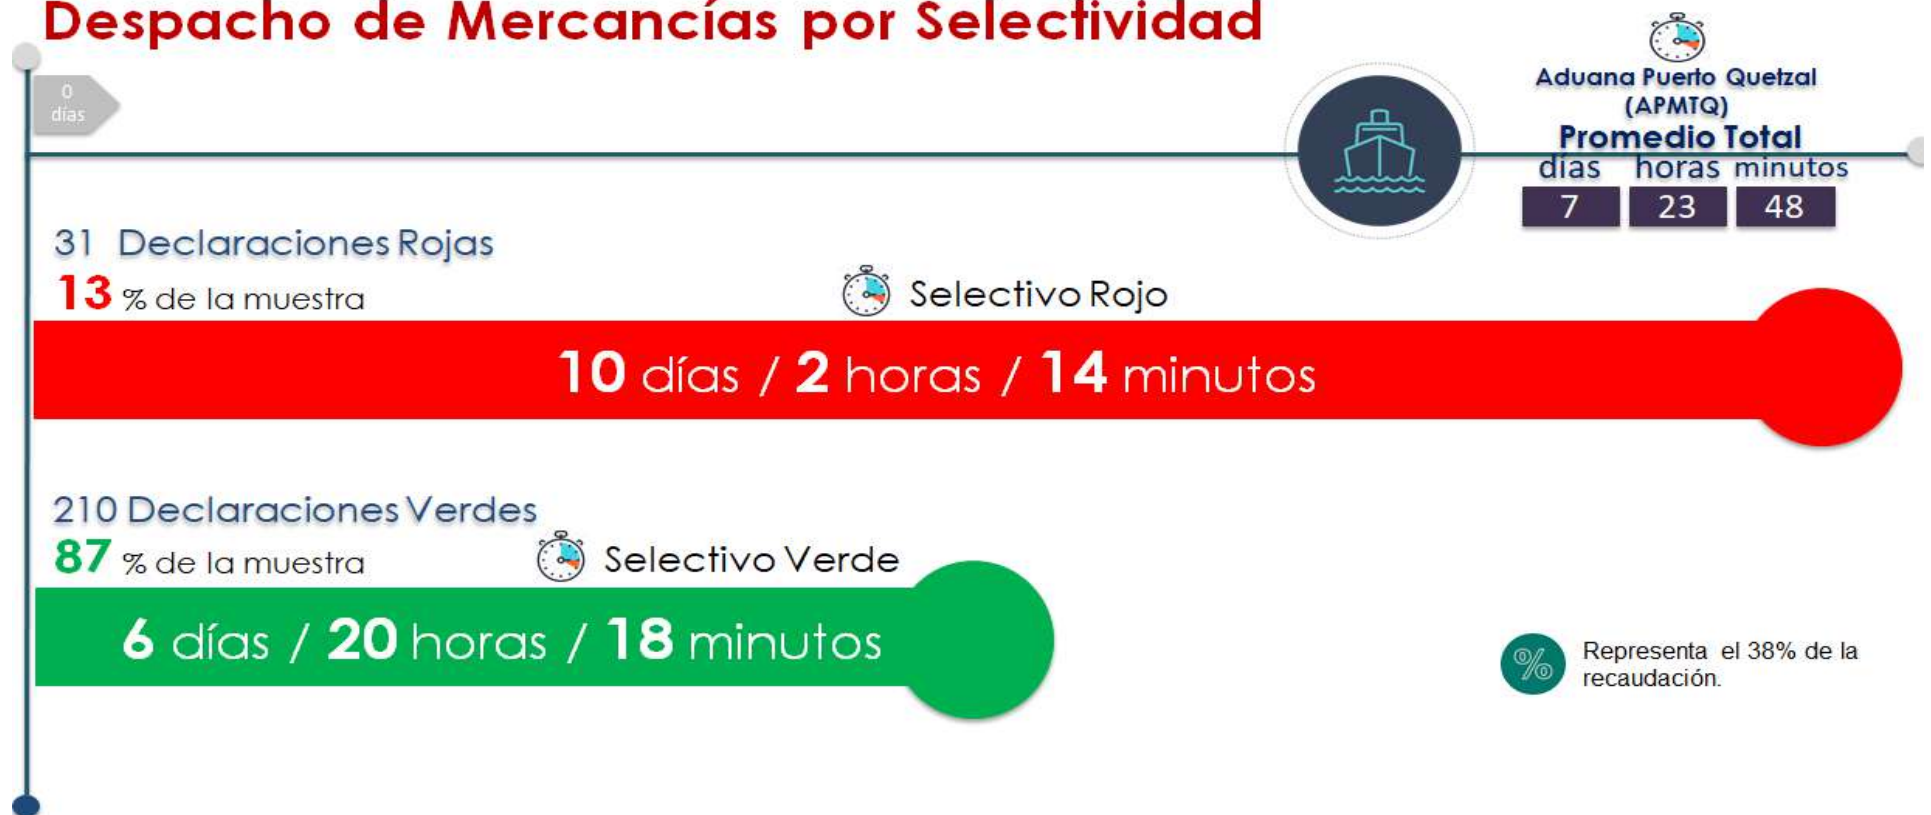 Despacho de Mercancías por Selectividad
0
días
Aduana Puerto Quetzal
(APMTQ)
Promedio Total
días horas minutos
7 23 48
31 Declaraciones Rojas
13 % de la muestra
Selectivo Rojo
10 días / 2 horas / 14 minutos
210 Declaraciones Verdes
87 % de la muestra
Selectivo Verde
6 días / 20 horas / 18 minutos
%
Representa el 38% de la
recaudación.